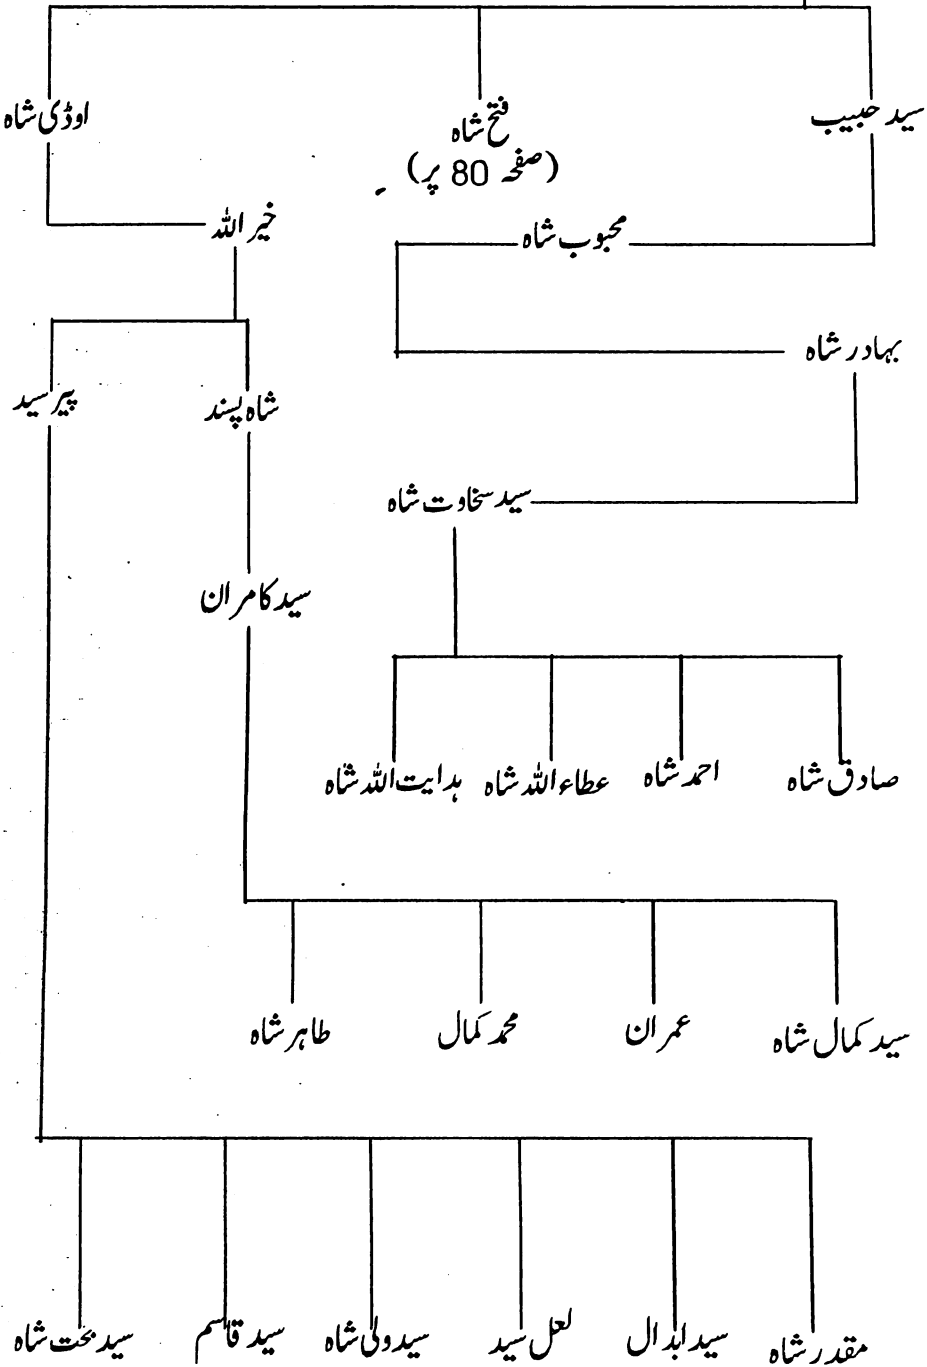 سید حبیب
فتح شاہ
اوڈی شاہ
(صفحہ 80 پر)
خیر اللہ
محبوب شاہ
بہادر شاہ
شاہ پسند
پیر سید
سید سخاوت شاہ
سید کامران
صادق شاہ
احمد شاہ
عطاء اللہ شاہ
ہدایت اللہ شاہ
سید کمال شاہ
عمران
محمد کمال
طاہر شاہ
مقدر شاہ
سید ابدال
لعل سید
سید ولی شاہ
سید قاسم
سید بخت شاہ